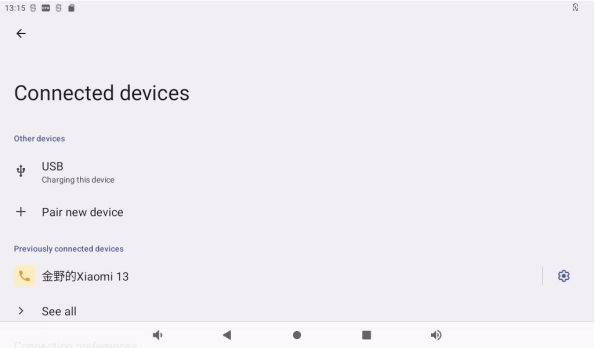 13:15
Connected devices
Other devices
USB
Charging this device
Pair new device
Previously connected devices
金野的Xiaomi 13
See all
Connection preferences